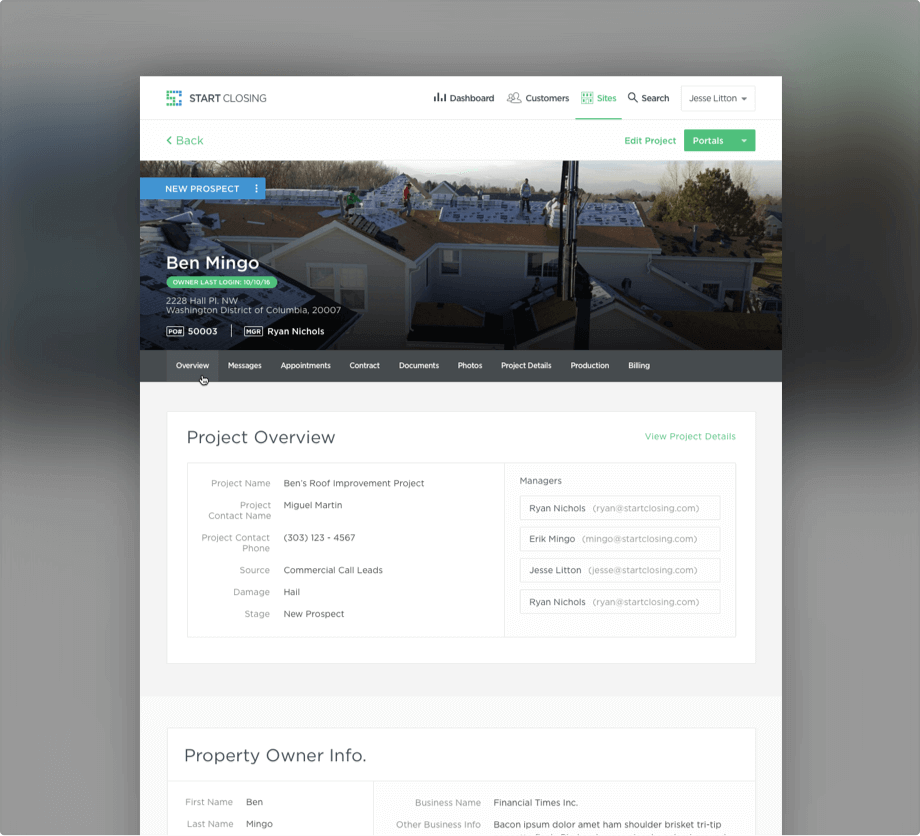 START CLOSING
Dashboard
Customers
Sites
Search
Jesse Litton
Back
Edit Project
Portals
NEW PROSPECT
Ben Mingo
OWNER LAST LOGIN: 10/10/16
2228 Hall Pl. NW
Washington District of Columbia, 20007
PO# 50003
MGR Ryan Nichols
Overview
Messages
Appointments
Contract
Documents
Photos
Project Details
Production
Billing
Project Overview
View Project Details
Project Name Ben's Roof Improvement Project
Project Contact Name Miguel Martin
Project Contact Phone (303) 123 - 4567
Source Commercial Call Leads
Damage Hail
Stage New Prospect
Managers
Ryan Nichols (ryan@startclosing.com)
Erik Mingo (mingo@startclosing.com)
Jesse Litton (jesse@startclosing.com)
Ryan Nichols (ryan@startclosing.com)
Property Owner Info.
First Name Ben
Last Name Mingo
Business Name Financial Times Inc.
Other Business Info Bacon ipsum dolor amet ham shoulder brisket tri-tip